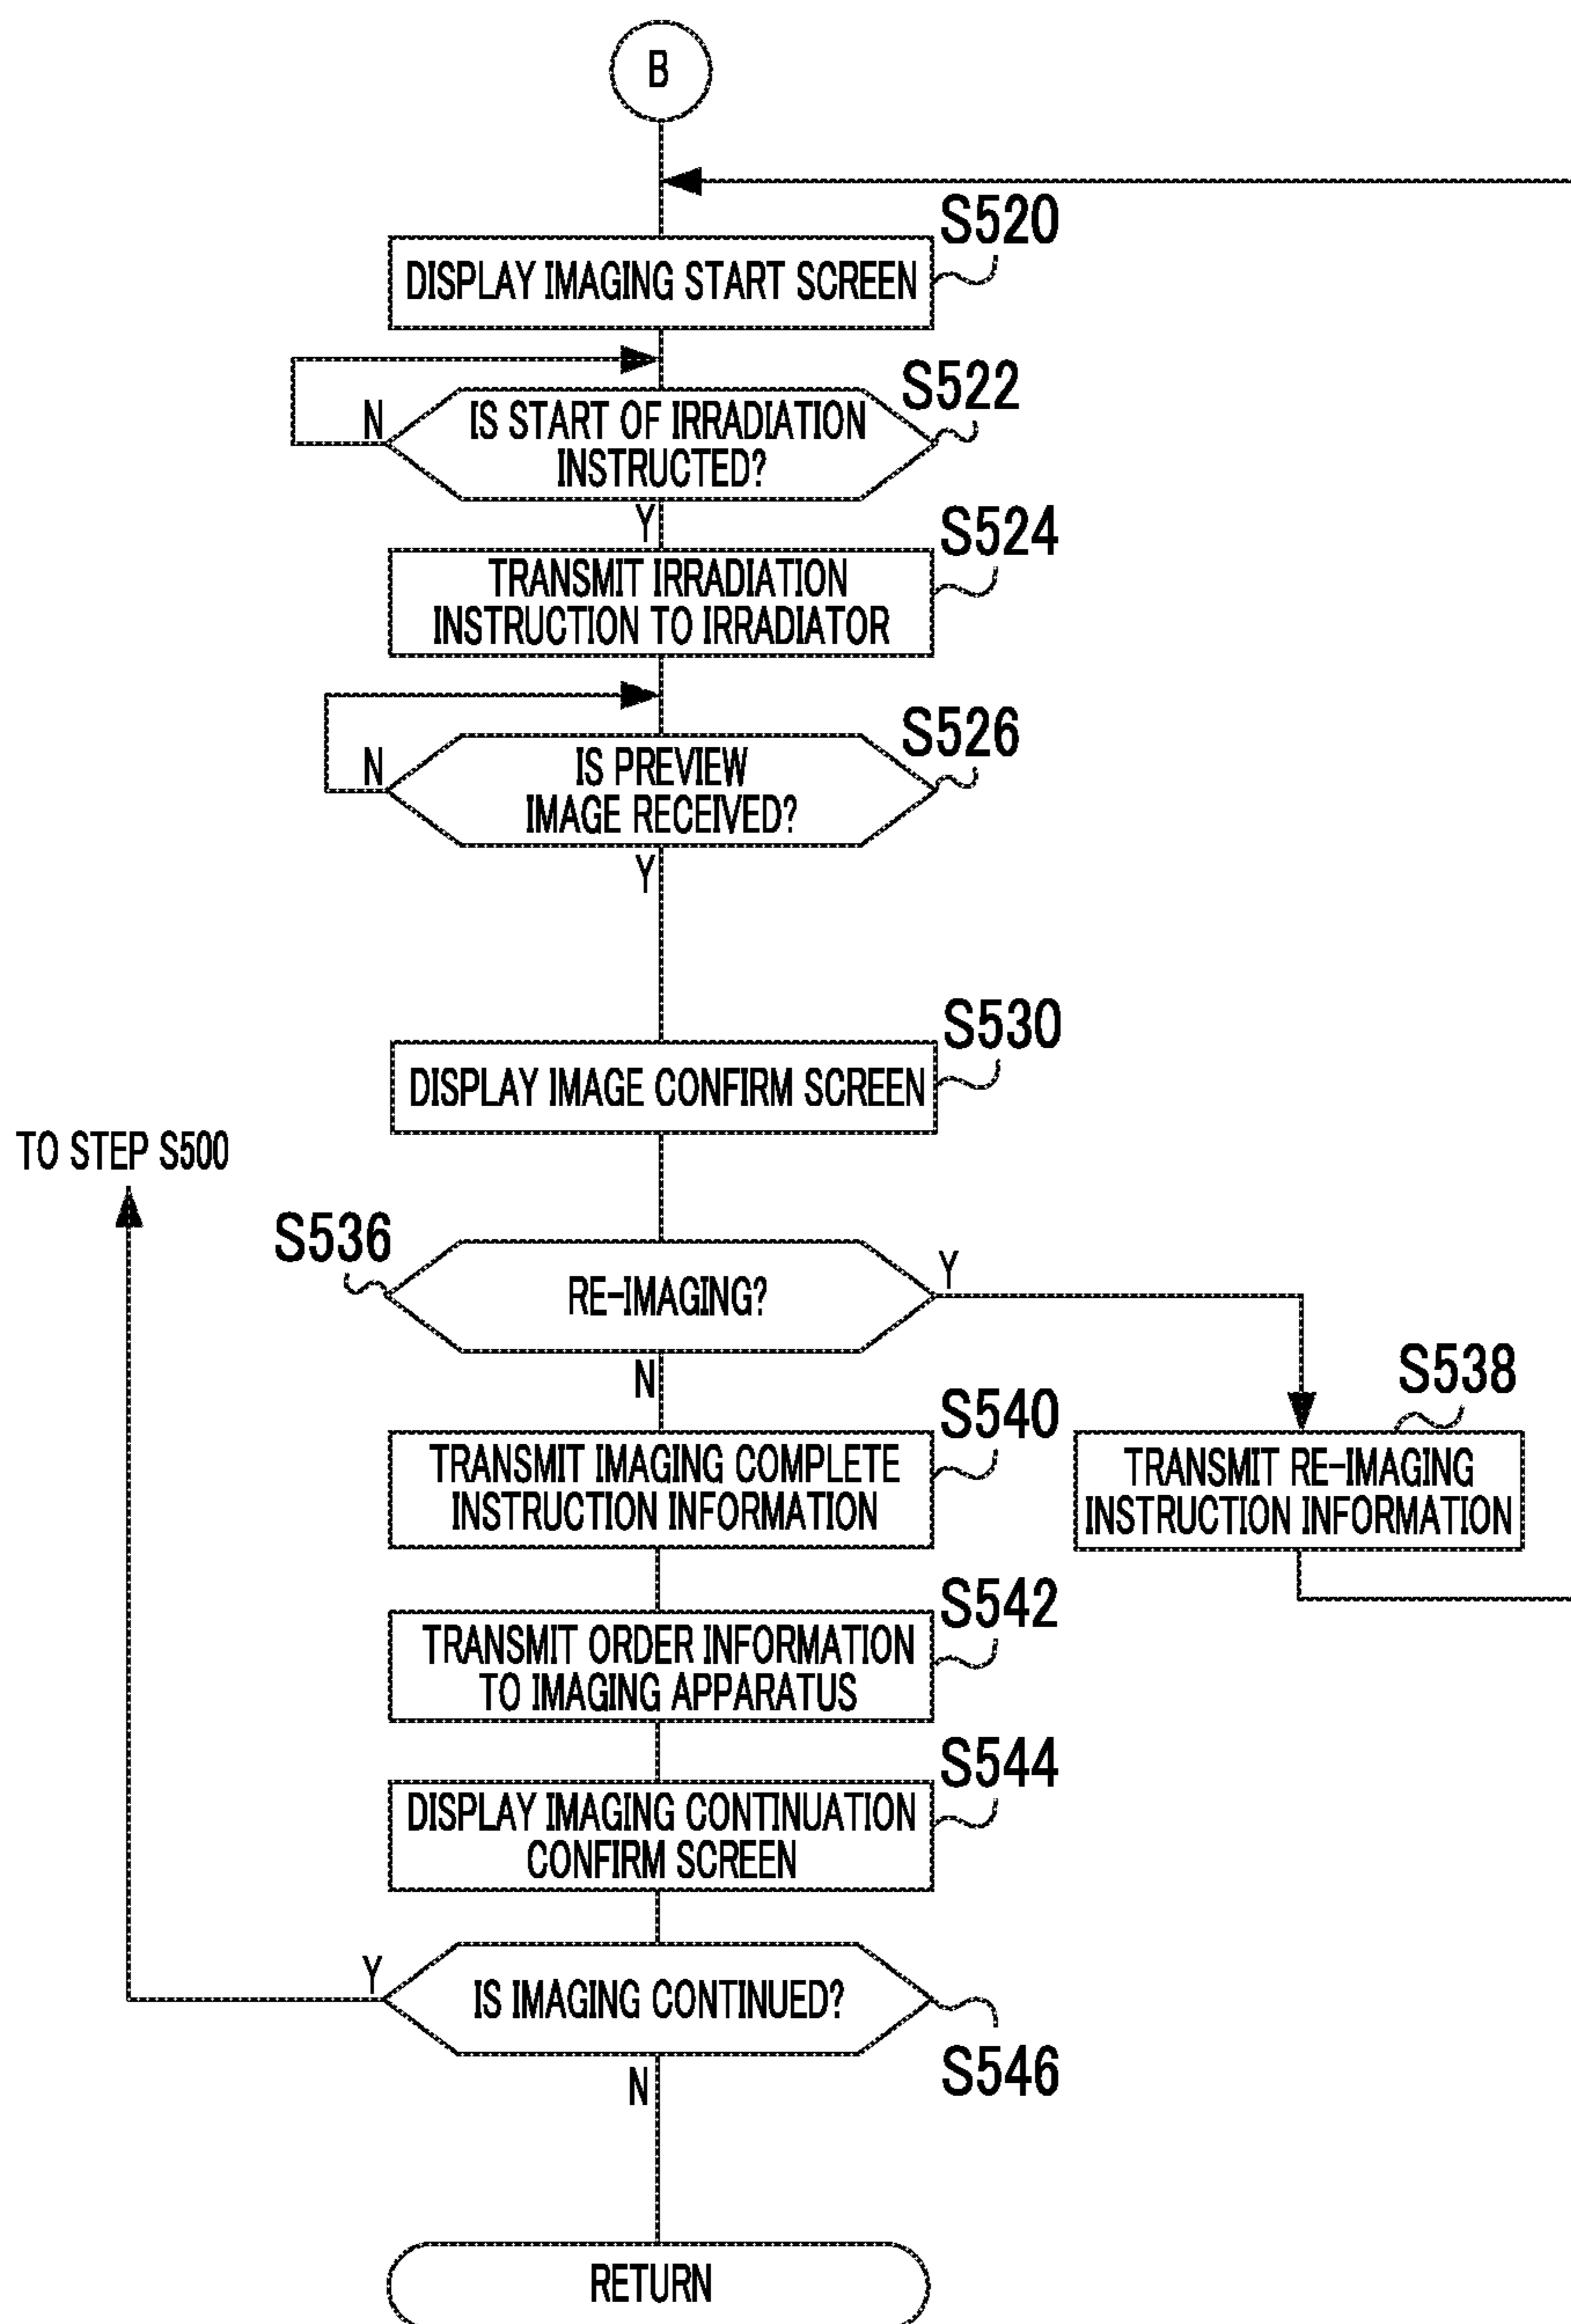 B
S520
DISPLAY IMAGING START SCREEN
S522
N
IS START OF IRRADIATION
INSTRUCTED?
Y
S524
TRANSMIT IRRADIATION
INSTRUCTION TO IRRADIATOR
S526
N
IS PREVIEW
IMAGE RECEIVED?
Y
S530
DISPLAY IMAGE CONFIRM SCREEN
TO STEP S500
S536
RE-IMAGING?
Y
N
S538
TRANSMIT RE-IMAGING
INSTRUCTION INFORMATION
S540
TRANSMIT IMAGING COMPLETE
INSTRUCTION INFORMATION
S542
TRANSMIT ORDER INFORMATION
TO IMAGING APPARATUS
S544
DISPLAY IMAGING CONTINUATION
CONFIRM SCREEN
Y
IS IMAGING CONTINUED?
S546
N
RETURN